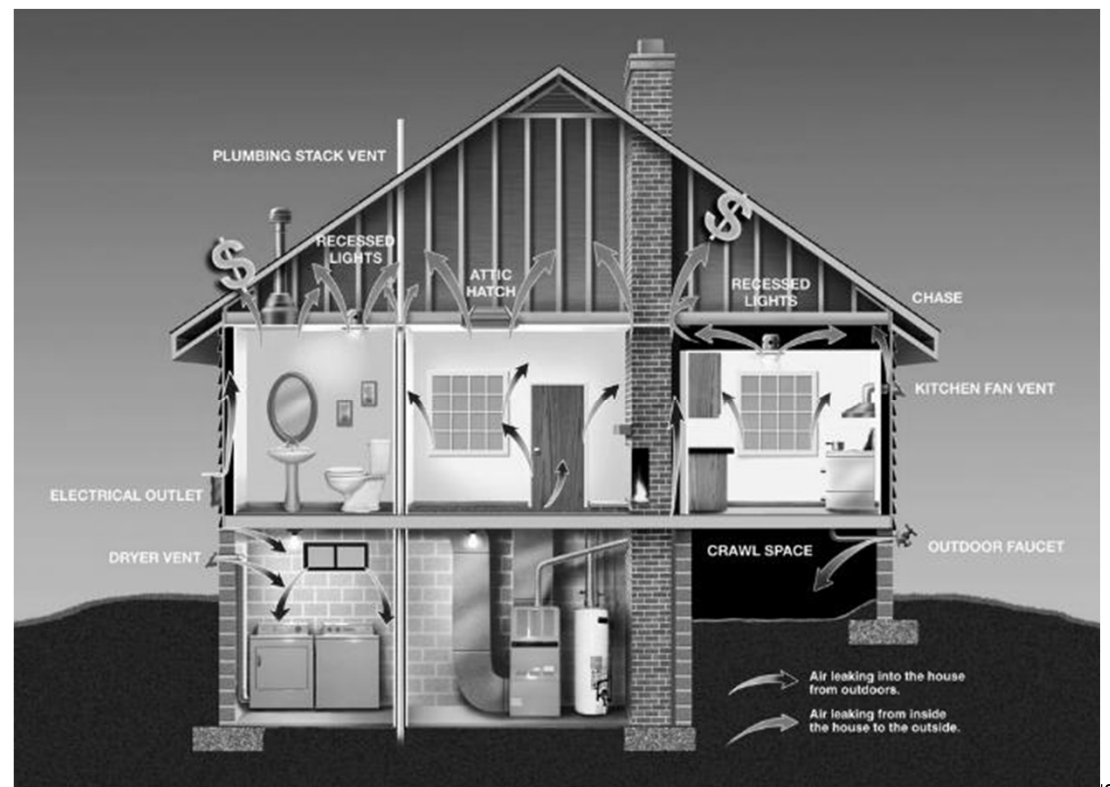 PLUMBING STACK VENT
$
$
RECESSED
LIGHTS
ATTIC
HATCH
RECESSED
LIGHTS
CHASE
KITCHEN FAN VENT
ELECTRICAL OUTLET
DRYER VENT
CRAWL SPACE
OUTDOOR FAUCET
Air leaking into the house
from outdoors.
Air leaking from inside
the house to the outside.